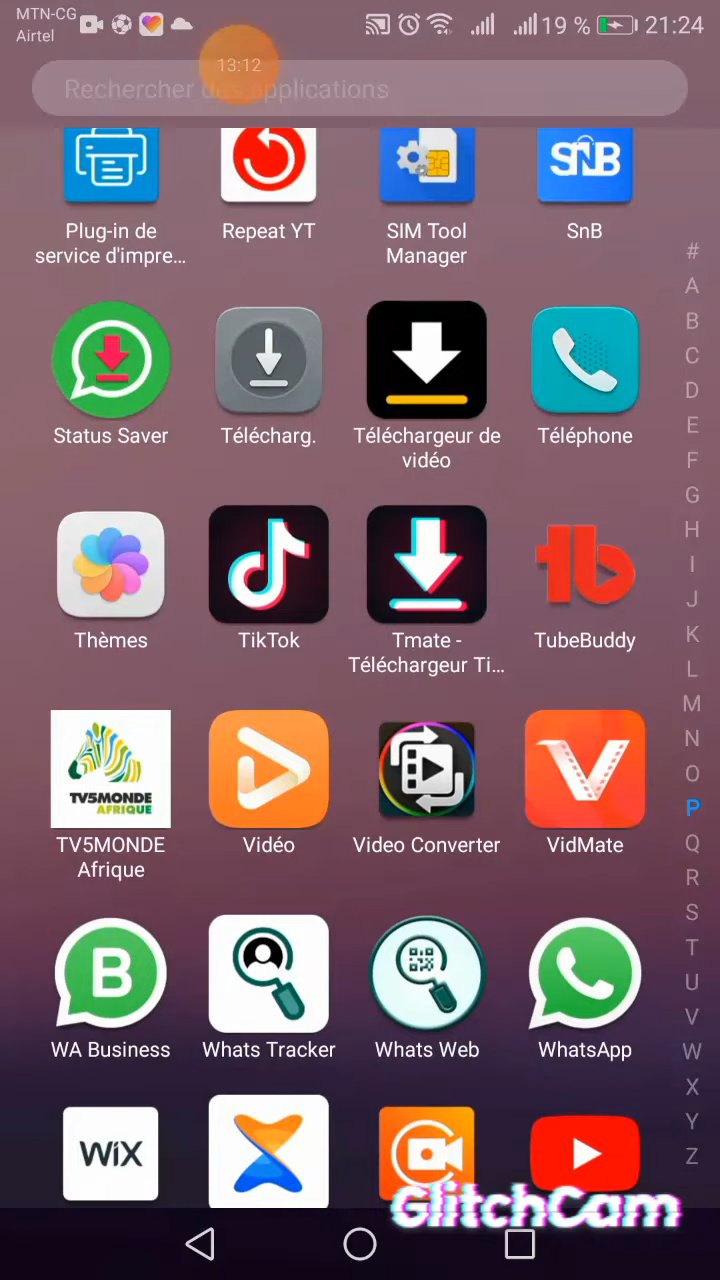 MTN-CG
Airtel
19 %
21:24
13:12
Rechercher des applications
SnB
Plug-in de
service d'impre...
Repeat YT
SIM Tool
Manager
SnB
Status Saver
Télécharg.
Téléchargeur de
vidéo
Téléphone
Thèmes
TikTok
Tmate -
Téléchargeur Ti...
TubeBuddy
TV5MONDE
AFRIQUE
TV5MONDE
Afrique
Vidéo
Video Converter
VidMate
B
WA Business
Whats Tracker
Whats Web
WhatsApp
WiX
GlitchCam
#
A
B
C
D
E
F
G
H
I
J
K
L
M
N
O
P
Q
R
S
T
U
V
W
X
Y
Z